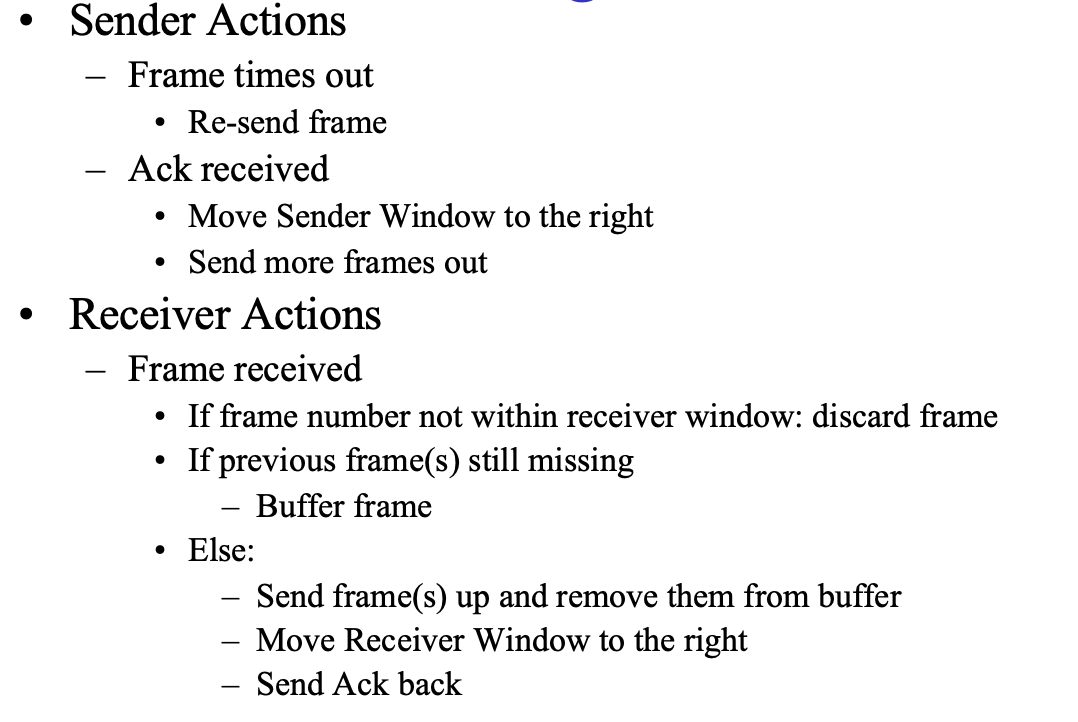 • Sender Actions
– Frame times out
• Re-send frame
– Ack received
• Move Sender Window to the right
• Send more frames out
• Receiver Actions
– Frame received
• If frame number not within receiver window: discard frame
• If previous frame(s) still missing
– Buffer frame
• Else:
– Send frame(s) up and remove them from buffer
– Move Receiver Window to the right
– Send Ack back